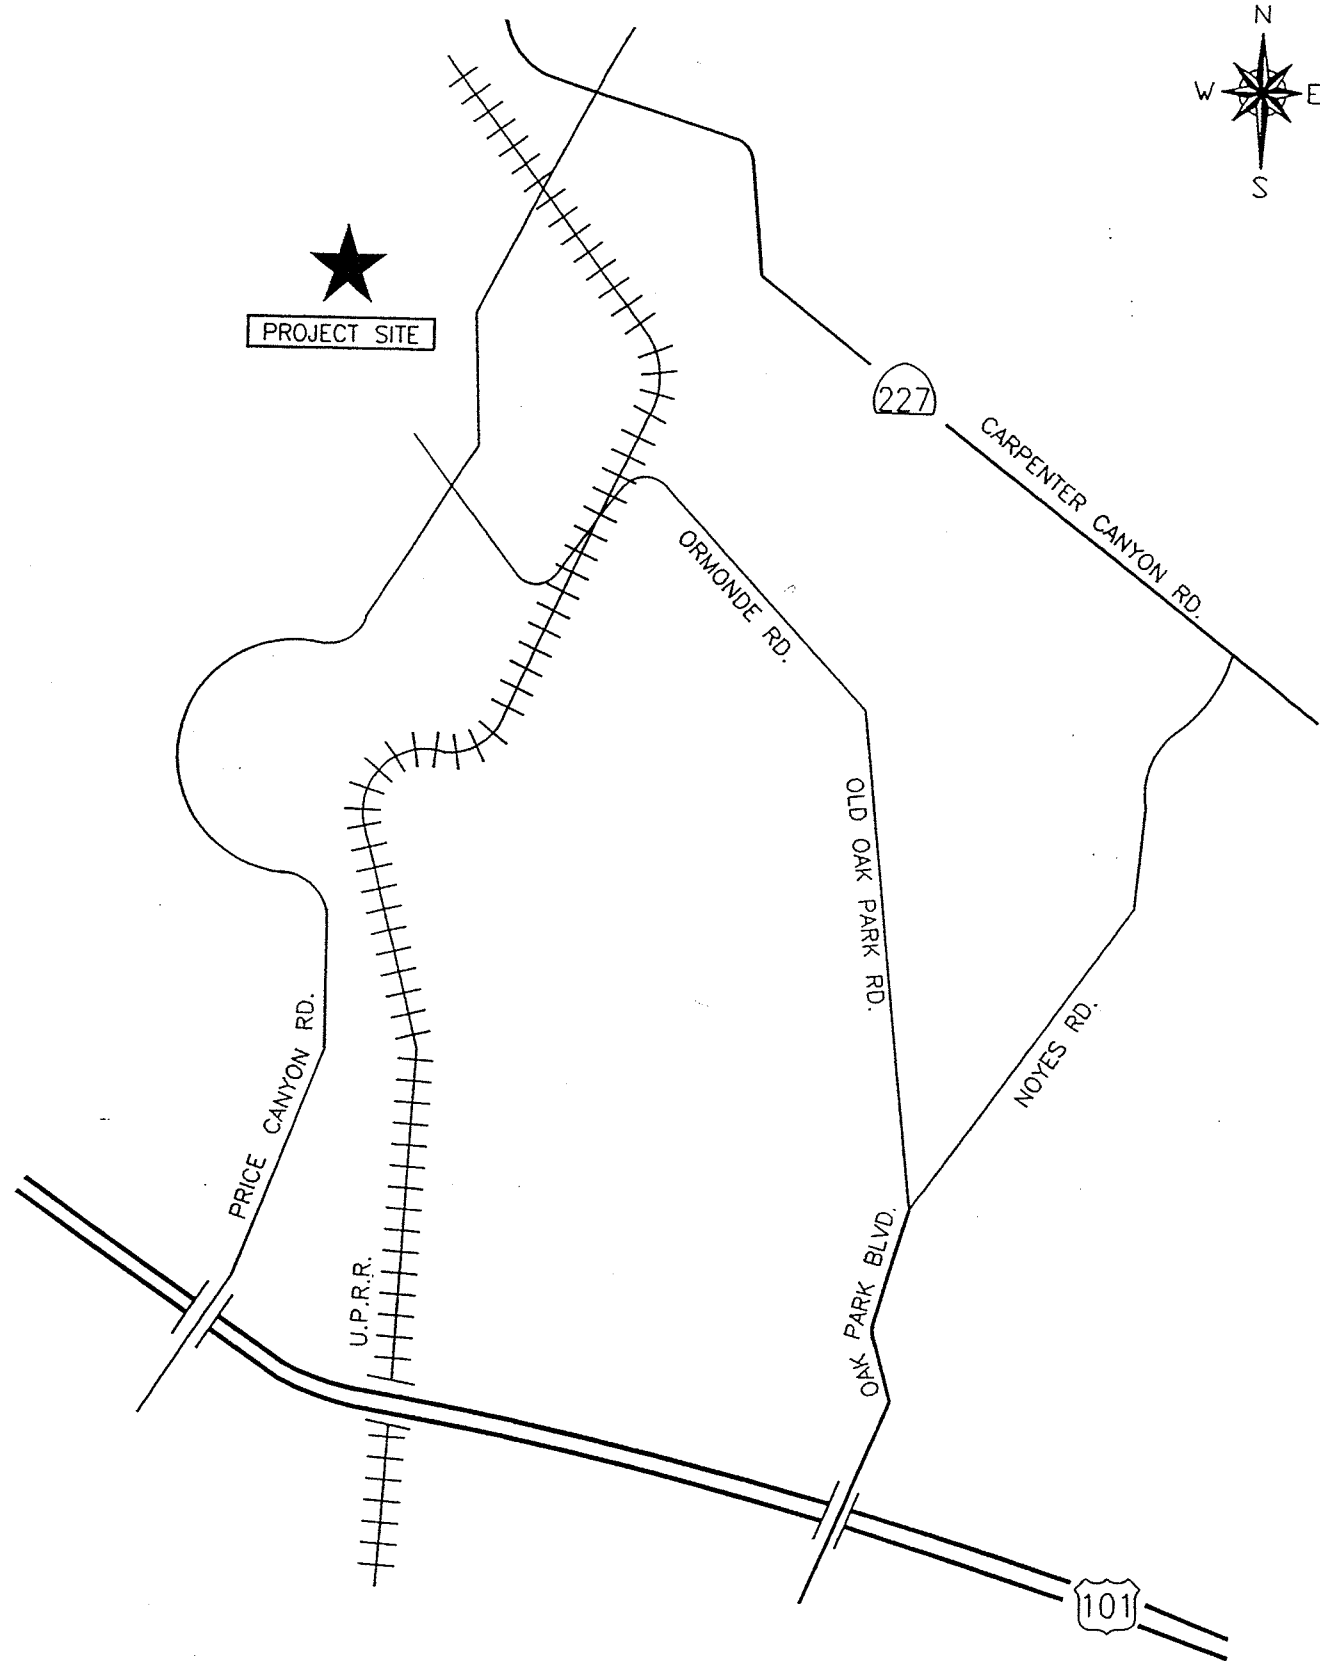 N
W E
S
PROJECT SITE
227
CARPENTER CANYON RD.
ORMONDE RD.
OLD OAK PARK RD.
NOYES RD.
PRICE CANYON RD.
U.P.R.R.
OAK PARK BLVD.
101